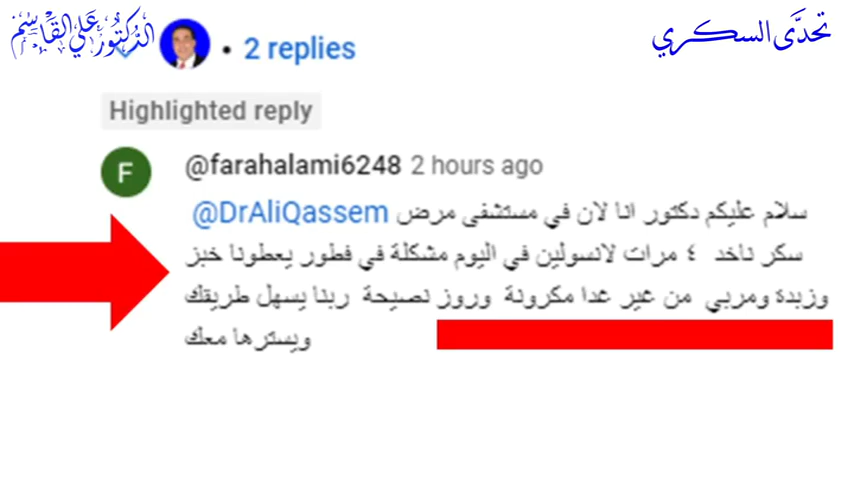 الدكتور علي القاسم
تحدَّى السكري
• 2 replies
Highlighted reply
F
@farahalami6248 2 hours ago
@DrAliQassem سلام عليكم دكتور انا لان في مستشفى مرض
سكر ناخد ٤ مرات لانسولين في اليوم مشكلة في فطور يعطونا خبز
وزبدة ومربي من غير غدا مكرونة وروز نصيحة ربنا يسهل طريقك
ويسترها معك